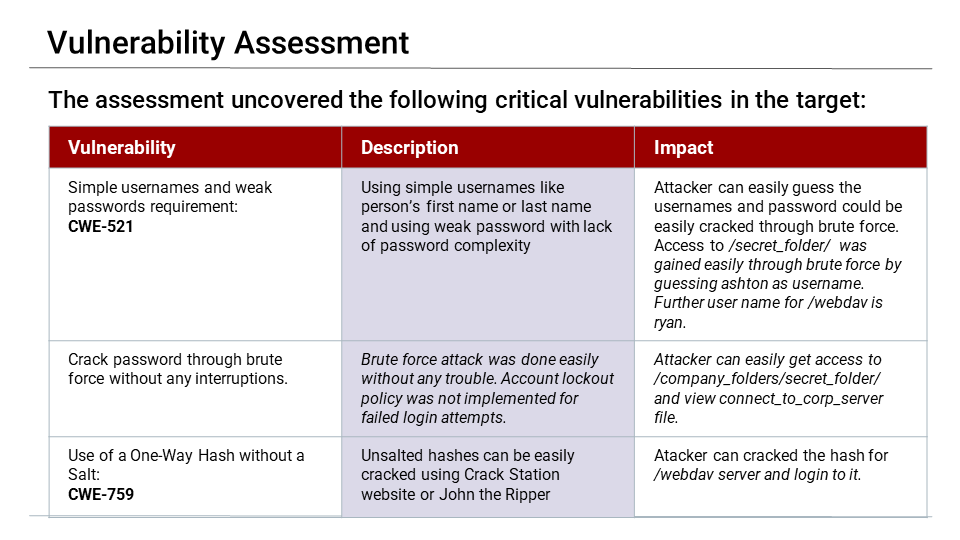 Vulnerability Assessment
The assessment uncovered the following critical vulnerabilities in the target:
Vulnerability
Description
Impact
Simple usernames and weak
passwords requirement:
CWE-521
Using simple usernames like
person's first name or last name
and using weak password with lack
of password complexity
Attacker can easily guess the
usernames and password could be
easily cracked through brute force.
Access to /secret_folder/ was
gained easily through brute force by
guessing ashton as username.
Further user name for /webdav is
ryan.
Crack password through brute
force without any interruptions.
Brute force attack was done easily
without any trouble. Account lockout
policy was not implemented for
failed login attempts.
Attacker can easily get access to
/company_folders/secret_folder/
and view connect_to_corp_server
file.
Use of a One-Way Hash without a
Salt:
CWE-759
Unsalted hashes can be easily
cracked using Crack Station
website or John the Ripper
Atacker can cracked the hash for
/webdav server and login to it.